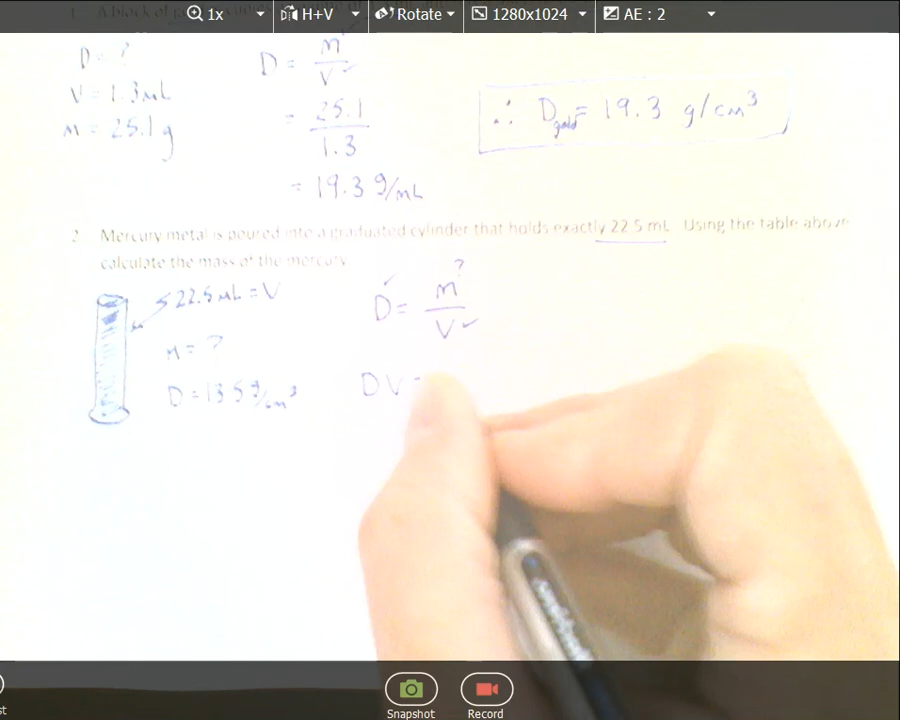 1x H+V Rotate 1280x1024 AE : 2
D = ?
V = 1.3 mL
m = 25.1 g
D = m / V
= 25.1 / 1.3
= 19.3 g/mL
∴ D gold = 19.3 g/cm³
2. Mercury metal is poured into a graduated cylinder that holds exactly 22.5 mL. Using the table above
calculate the mass of the mercury.
22.5 mL = V
m = ?
D = 13.5 g/cm³
D = m? / V
DV =
Snapshot Record